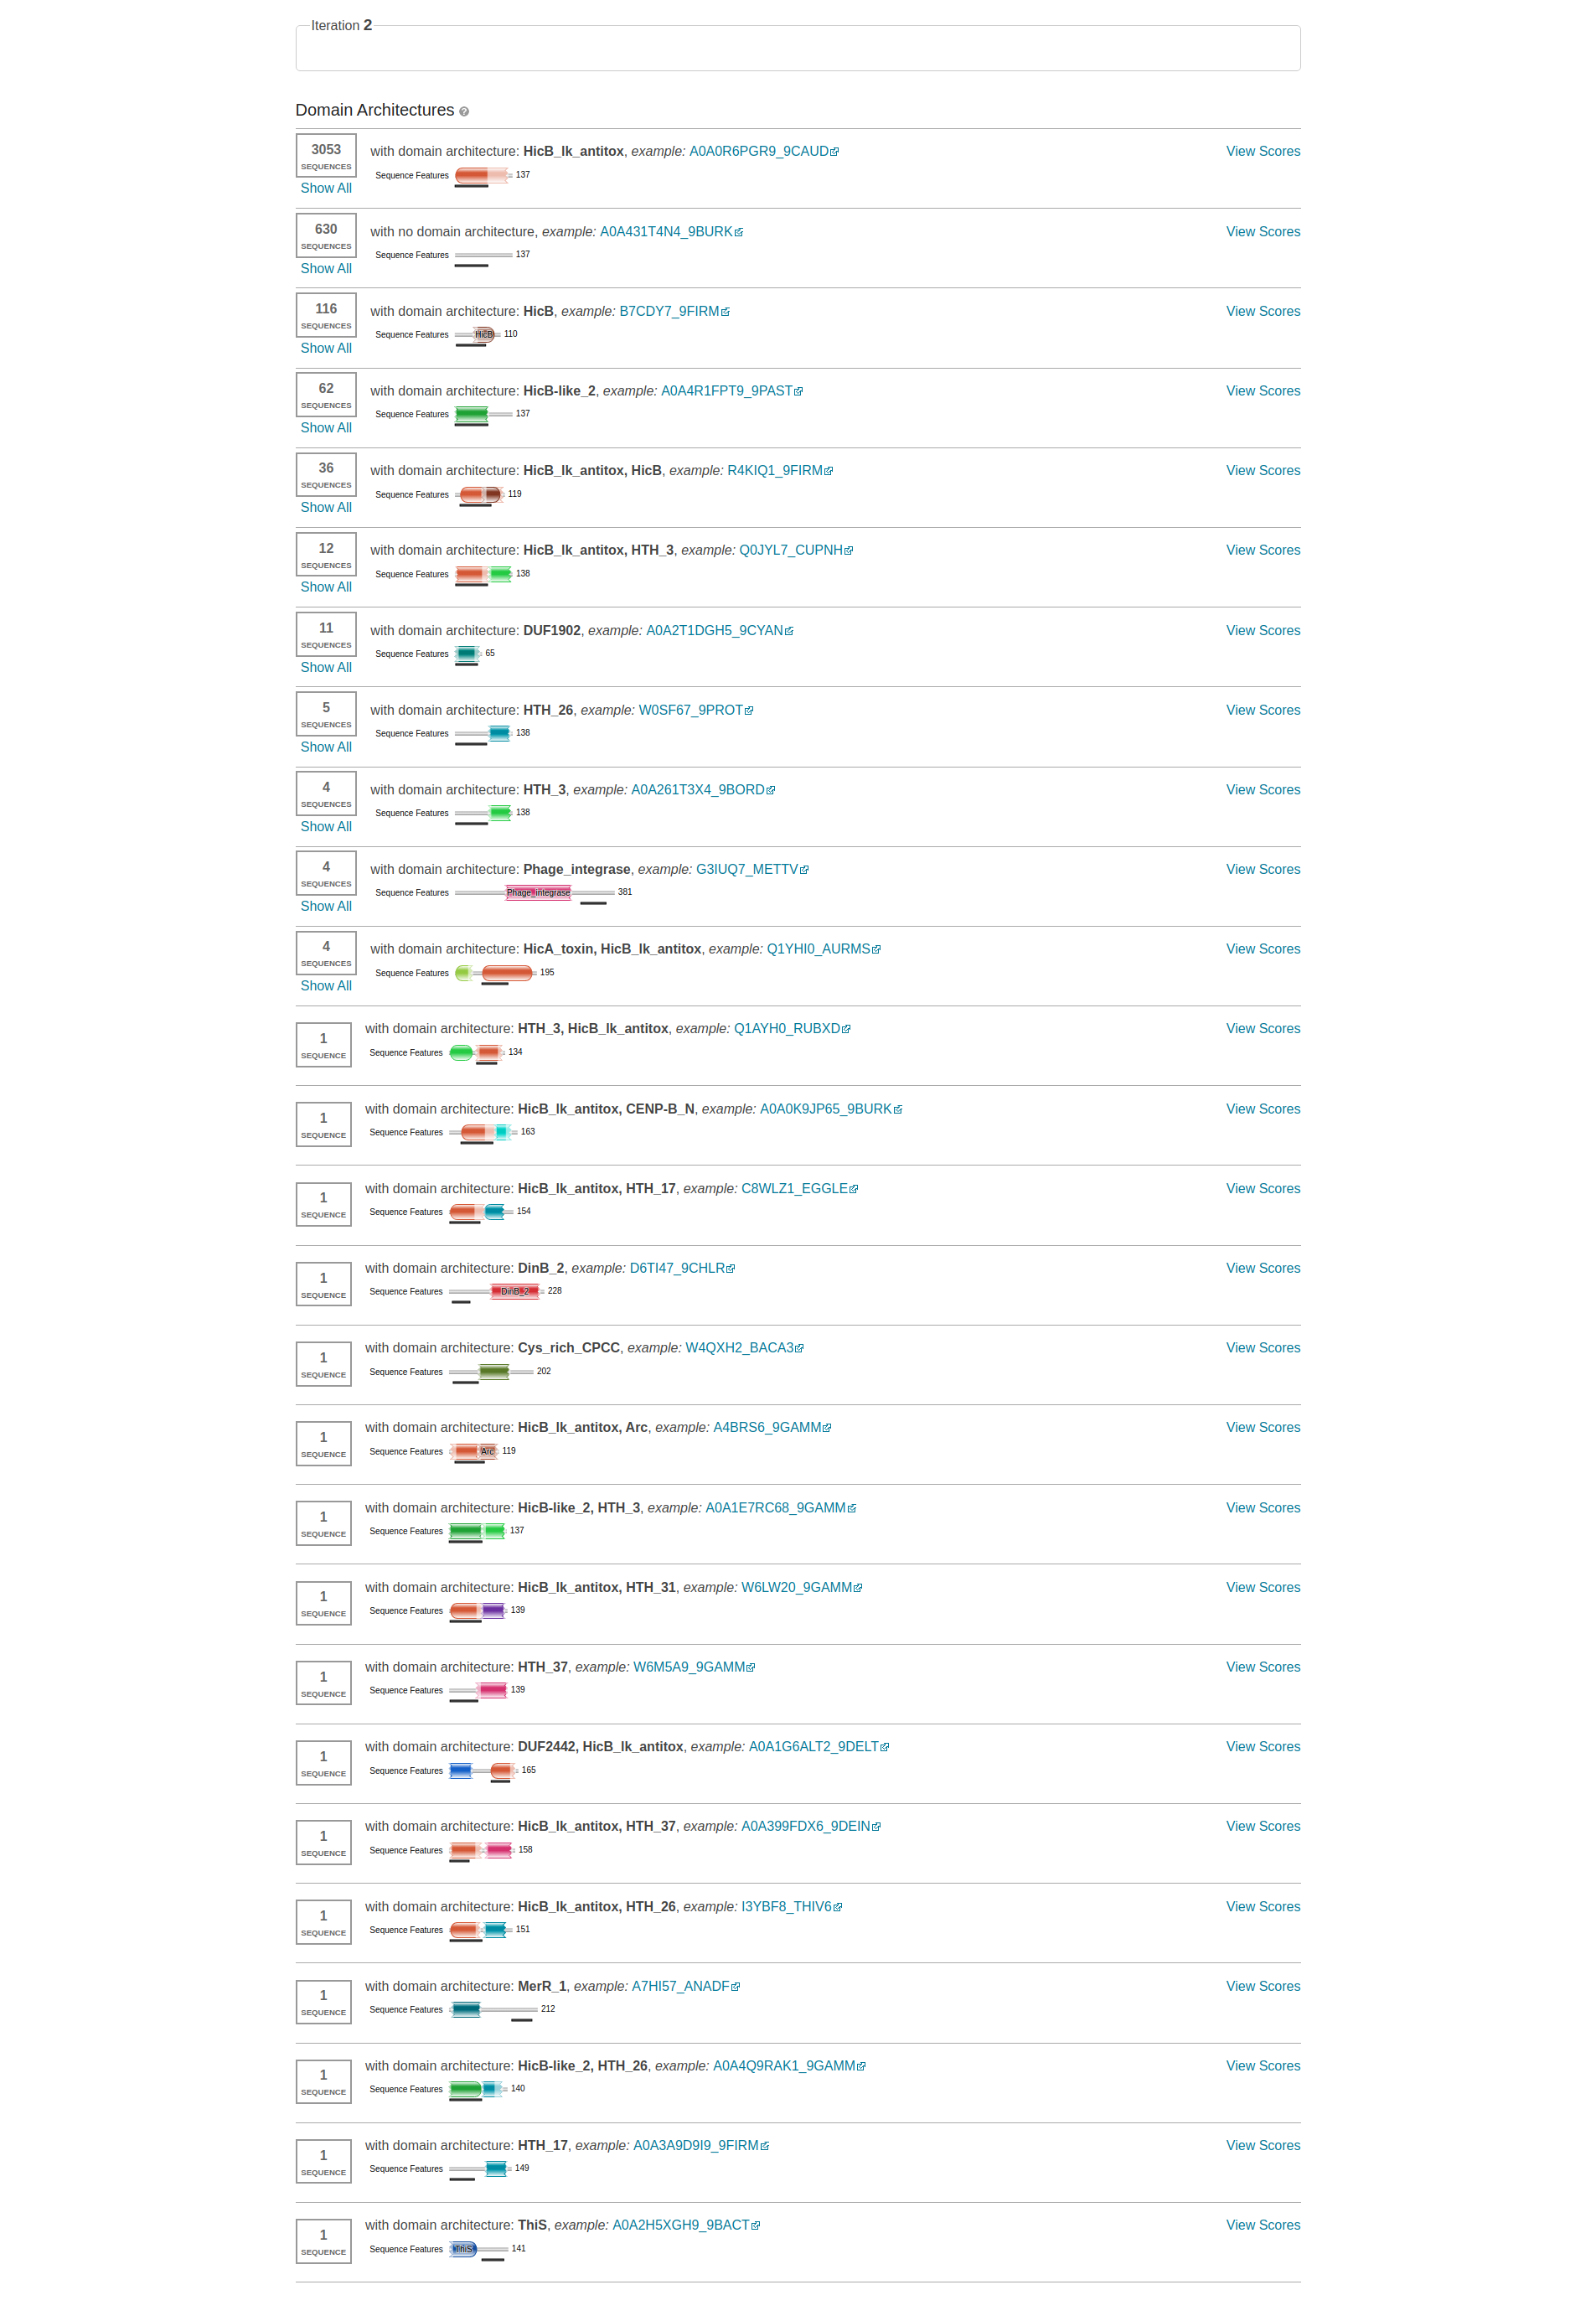 Iteration 2
Domain Architectures ?
3053 SEQUENCES Show All
with domain architecture: HicB_lk_antitox, example: A0A0R6PGR9_9CAUD View Scores
Sequence Features 137
630 SEQUENCES Show All
with no domain architecture, example: A0A431T4N4_9BURK View Scores
Sequence Features 137
116 SEQUENCES Show All
with domain architecture: HicB, example: B7CDY7_9FIRM View Scores
Sequence Features HicB 110
62 SEQUENCES Show All
with domain architecture: HicB-like_2, example: A0A4R1FPT9_9PAST View Scores
Sequence Features 137
36 SEQUENCES Show All
with domain architecture: HicB_lk_antitox, HicB, example: R4KIQ1_9FIRM View Scores
Sequence Features 119
12 SEQUENCES Show All
with domain architecture: HicB_lk_antitox, HTH_3, example: Q0JYL7_CUPNH View Scores
Sequence Features 138
11 SEQUENCES Show All
with domain architecture: DUF1902, example: A0A2T1DGH5_9CYAN View Scores
Sequence Features 65
5 SEQUENCES Show All
with domain architecture: HTH_26, example: W0SF67_9PROT View Scores
Sequence Features 138
4 SEQUENCES Show All
with domain architecture: HTH_3, example: A0A261T3X4_9BORD View Scores
Sequence Features 138
4 SEQUENCES Show All
with domain architecture: Phage_integrase, example: G3IUQ7_METTV View Scores
Sequence Features Phage_integrase 381
4 SEQUENCES Show All
with domain architecture: HicA_toxin, HicB_lk_antitox, example: Q1YHI0_AURMS View Scores
Sequence Features 195
1 SEQUENCE
with domain architecture: HTH_3, HicB_lk_antitox, example: Q1AYH0_RUBXD View Scores
Sequence Features 134
1 SEQUENCE
with domain architecture: HicB_lk_antitox, CENP-B_N, example: A0A0K9JP65_9BURK View Scores
Sequence Features 163
1 SEQUENCE
with domain architecture: HicB_lk_antitox, HTH_17, example: C8WLZ1_EGGLE View Scores
Sequence Features 154
1 SEQUENCE
with domain architecture: DinB_2, example: D6TI47_9CHLR View Scores
Sequence Features DinB_2 228
1 SEQUENCE
with domain architecture: Cys_rich_CPCC, example: W4QXH2_BACA3 View Scores
Sequence Features 202
1 SEQUENCE
with domain architecture: HicB_lk_antitox, Arc, example: A4BRS6_9GAMM View Scores
Sequence Features Arc 119
1 SEQUENCE
with domain architecture: HicB-like_2, HTH_3, example: A0A1E7RC68_9GAMM View Scores
Sequence Features 137
1 SEQUENCE
with domain architecture: HicB_lk_antitox, HTH_31, example: W6LW20_9GAMM View Scores
Sequence Features 139
1 SEQUENCE
with domain architecture: HTH_37, example: W6M5A9_9GAMM View Scores
Sequence Features 139
1 SEQUENCE
with domain architecture: DUF2442, HicB_lk_antitox, example: A0A1G6ALT2_9DELT View Scores
Sequence Features 165
1 SEQUENCE
with domain architecture: HicB_lk_antitox, HTH_37, example: A0A399FDX6_9DEIN View Scores
Sequence Features 158
1 SEQUENCE
with domain architecture: HicB_lk_antitox, HTH_26, example: I3YBF8_THIV6 View Scores
Sequence Features 151
1 SEQUENCE
with domain architecture: MerR_1, example: A7HI57_ANADF View Scores
Sequence Features 212
1 SEQUENCE
with domain architecture: HicB-like_2, HTH_26, example: A0A4Q9RAK1_9GAMM View Scores
Sequence Features 140
1 SEQUENCE
with domain architecture: HTH_17, example: A0A3A9D9I9_9FIRM View Scores
Sequence Features 149
1 SEQUENCE
with domain architecture: ThiS, example: A0A2H5XGH9_9BACT View Scores
Sequence Features ThiS 141